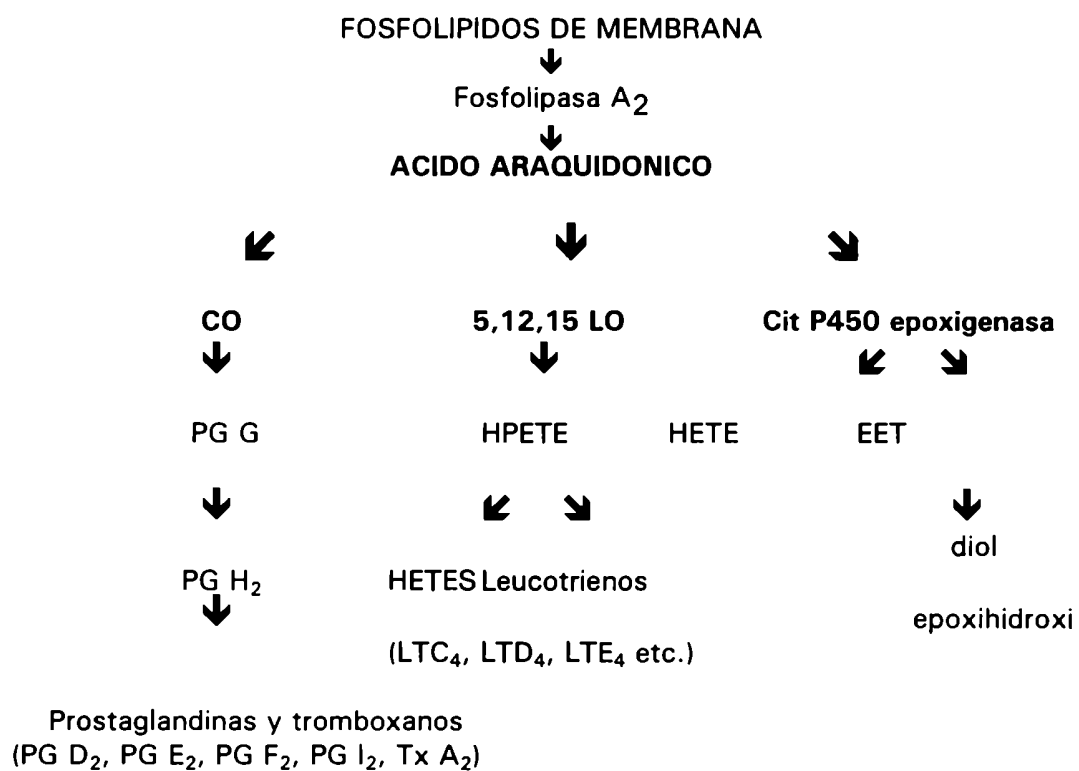 FOSFOLIPIDOS DE MEMBRANA
Fosfolipasa A2
ACIDO ARAQUIDONICO
CO 5,12,15 LO Cit P450 epoxigenasa
PG G HPETE HETE EET
diol
PG H2 HETES Leucotrienos
epoxihidroxi
(LTC4, LTD4, LTE4 etc.)
Prostaglandinas y tromboxanos
(PG D2, PG E2, PG F2, PG I2, Tx A2)